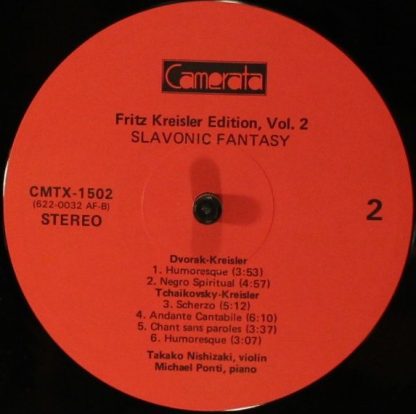 Camerata
Fritz Kreisler Edition, Vol. 2
SLAVONIC FANTASY
CMTX-1502
(622-0032 AF-B)
STEREO
2
Dvorak-Kreisler
1. Humoresque (3:53)
2. Negro Spiritual (4:57)
Tchaikovsky-Kreisler
3. Scherzo (5:12)
4. Andante Cantabile (6:10)
5. Chant sans paroles (3:37)
6. Humoresque (3:07)
Takako Nishizaki, violin
Michael Ponti, piano